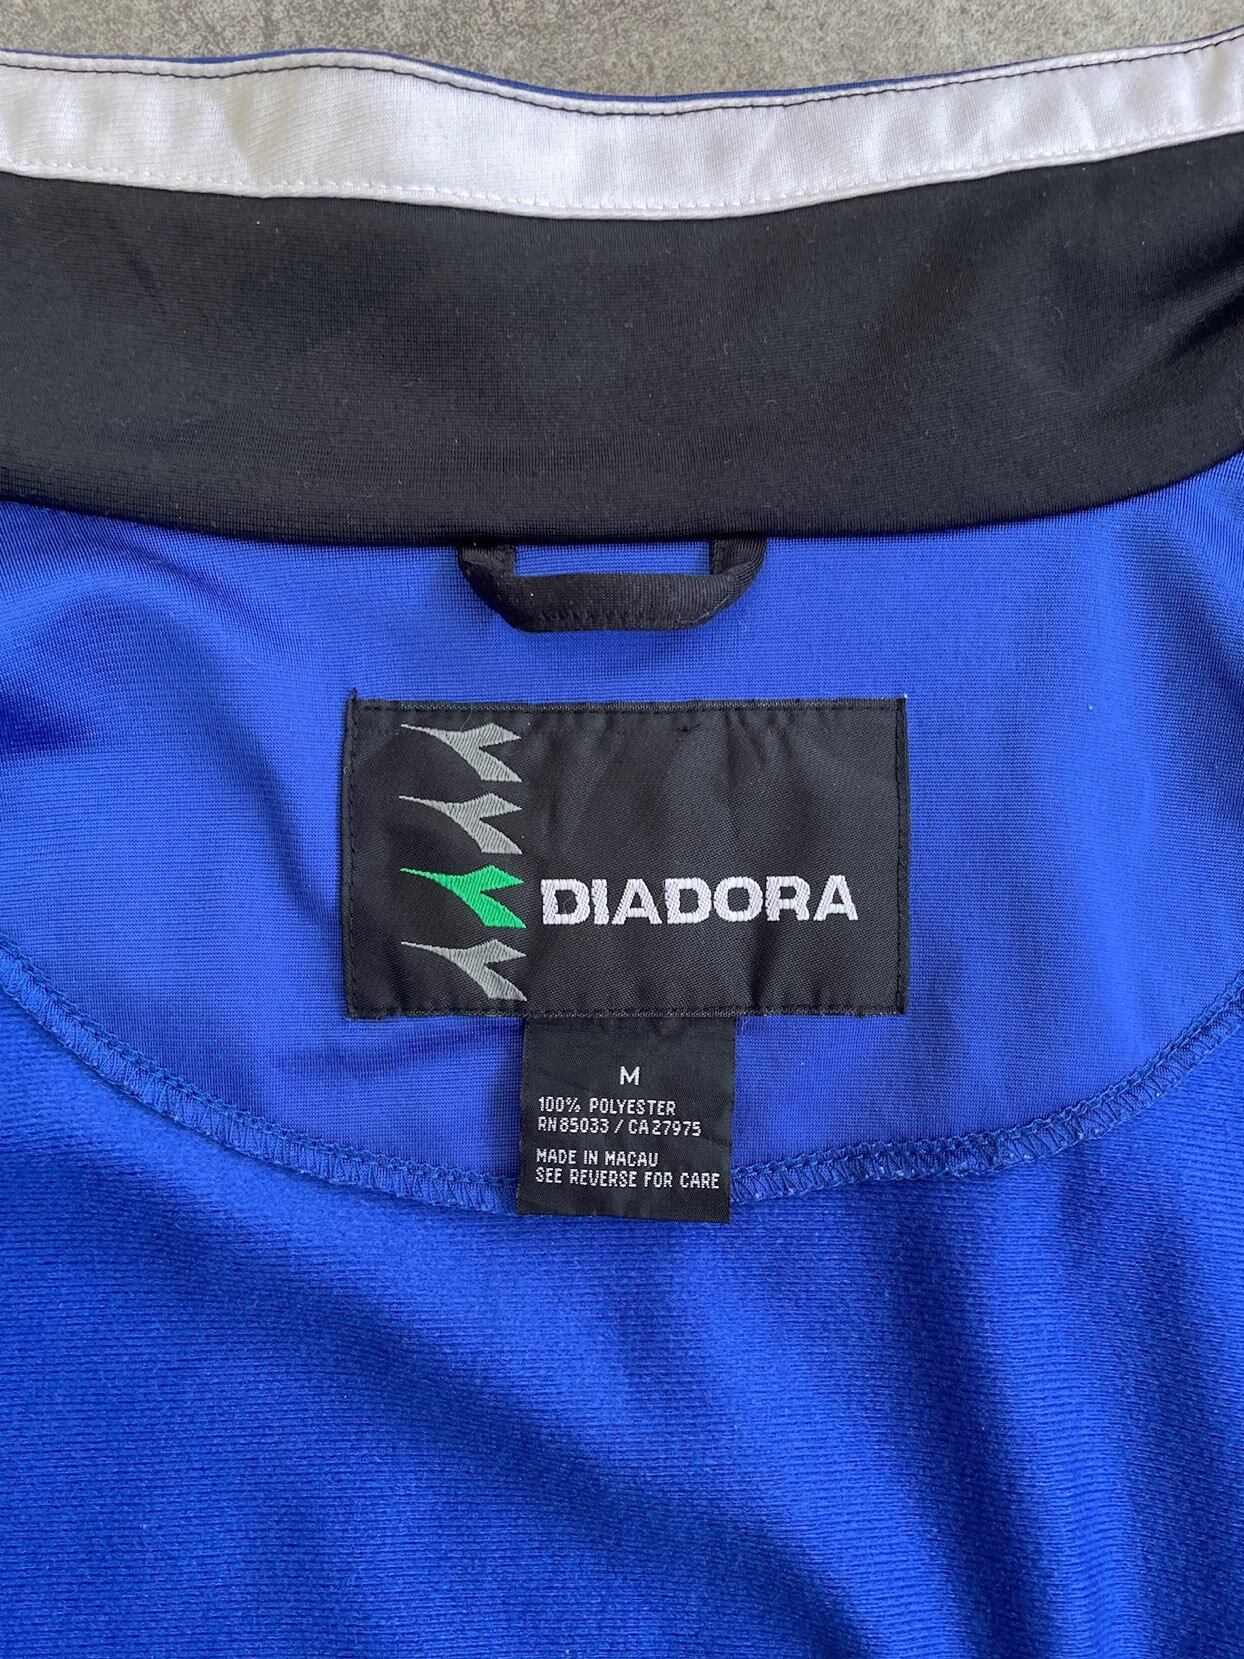 DIADORA
M
100% POLYESTER
RN85033 / CA27975
MADE IN MACAU
SEE REVERSE FOR CARE